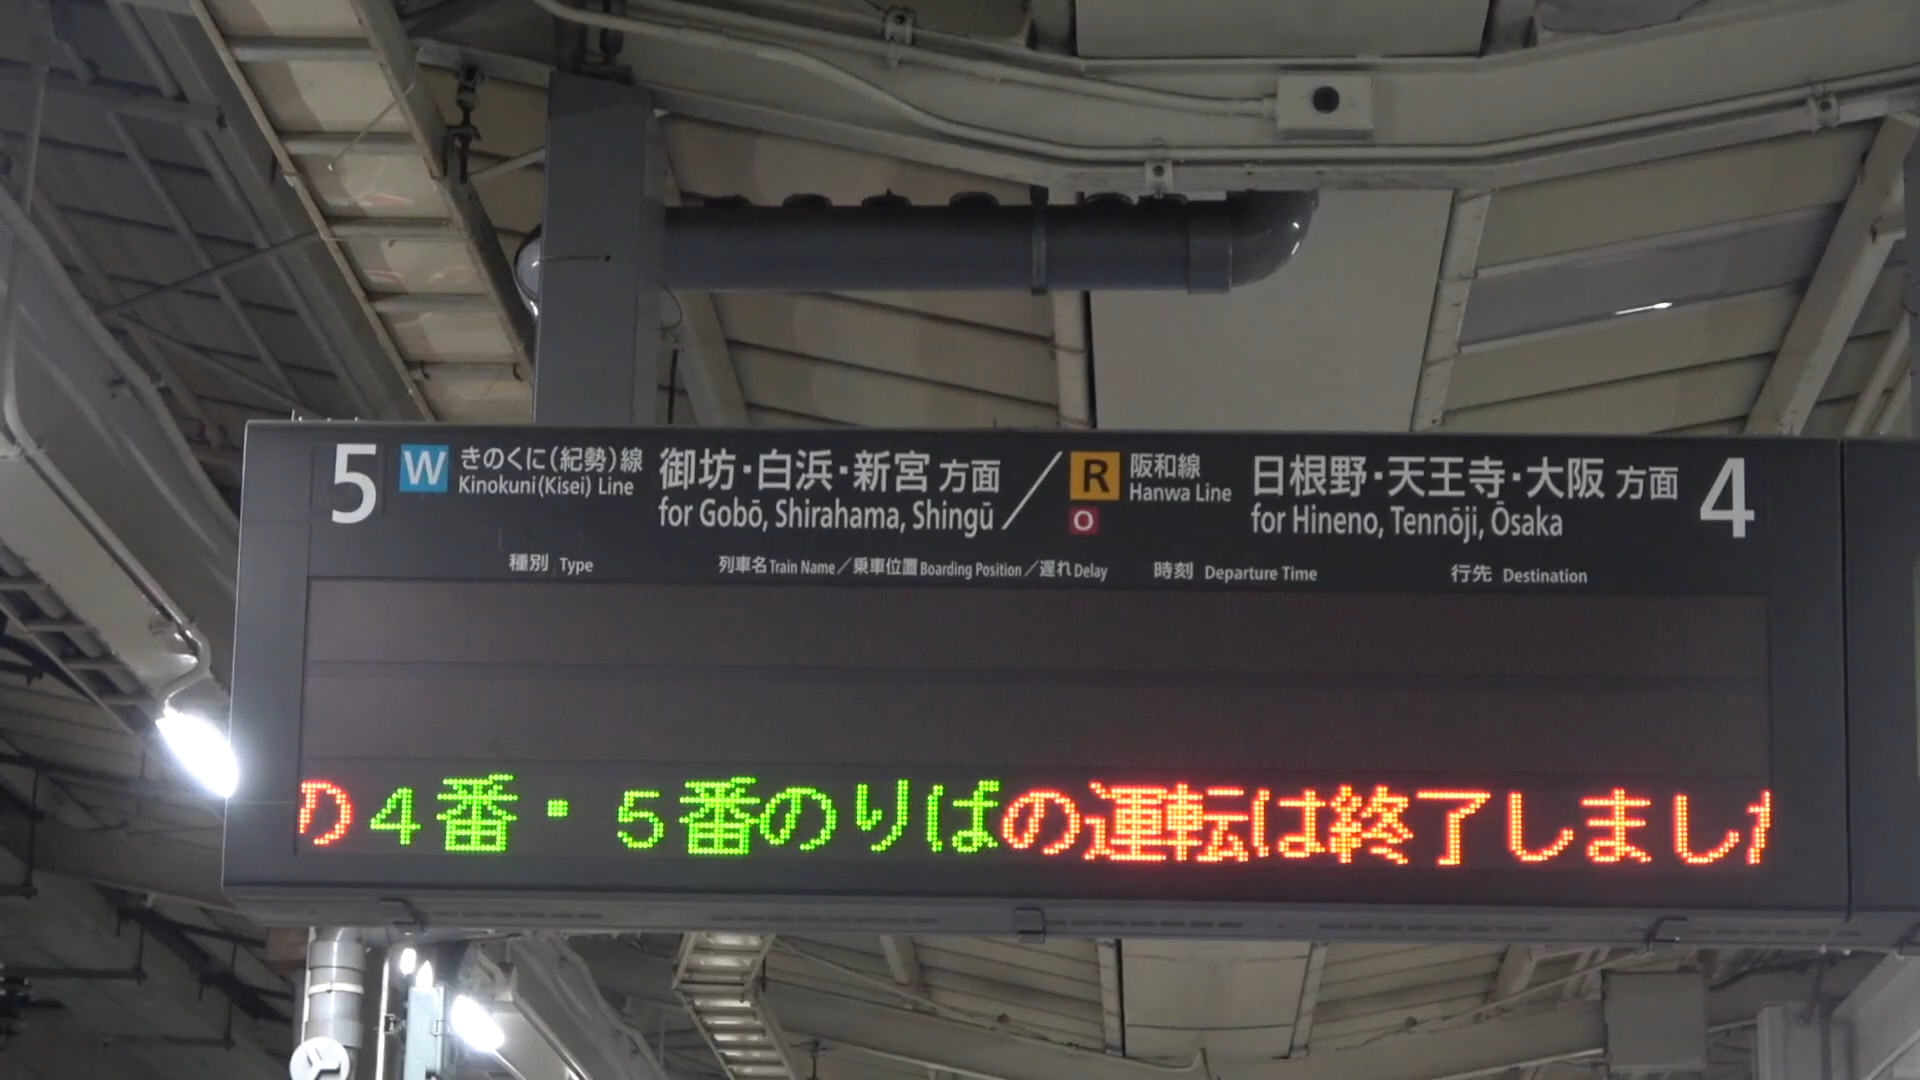 5 W きのくに(紀勢)線 御坊・白浜・新宮 方面 / R 阪和線 日根野・天王寺・大阪 方面 4
Kinokuni(Kisei) Line for Gobō, Shirahama, Shingū O Hanwa Line for Hineno, Tennōji, Ōsaka
種別 Type 列車名 Train Name/乗車位置 Boarding Position/遅れ Delay 時刻 Departure Time 行先 Destination
の4番・5番のりばの運転は終了しました